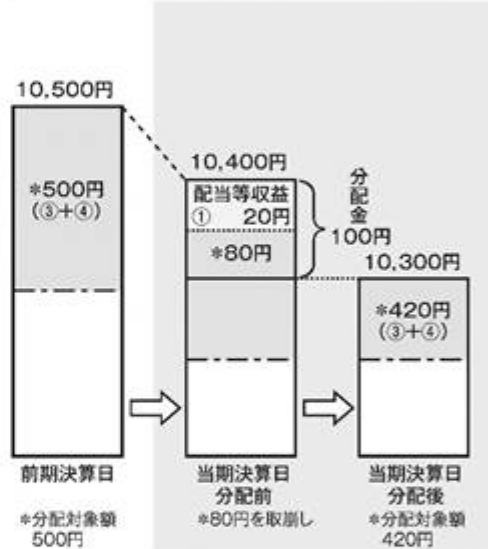 10,500円
*500円
(③+④)
10,400円
配当等収益
① 20円
*80円
分配金
100円
10,300円
*420円
(③+④)
前期決算日
*分配対象額
500円
当期決算日
分配前
*80円を取崩し
当期決算日
分配後
*分配対象額
420円